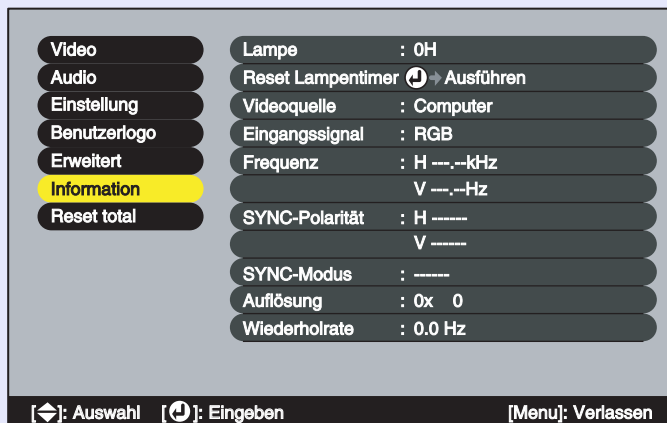 Video
Audio
Einstellung
Benutzerlogo
Erweitert
Information
Reset total
Lampe : 0H
Reset Lampentimer Ausführen
Videoquelle : Computer
Eingangssignal : RGB
Frequenz : H ---.--kHz
V ---.--Hz
SYNC-Polarität : H ------
V ------
SYNC-Modus : ------
Auflösung : 0x 0
Wiederholrate : 0.0 Hz
[]: Auswahl []: Eingeben [Menu]: Verlassen